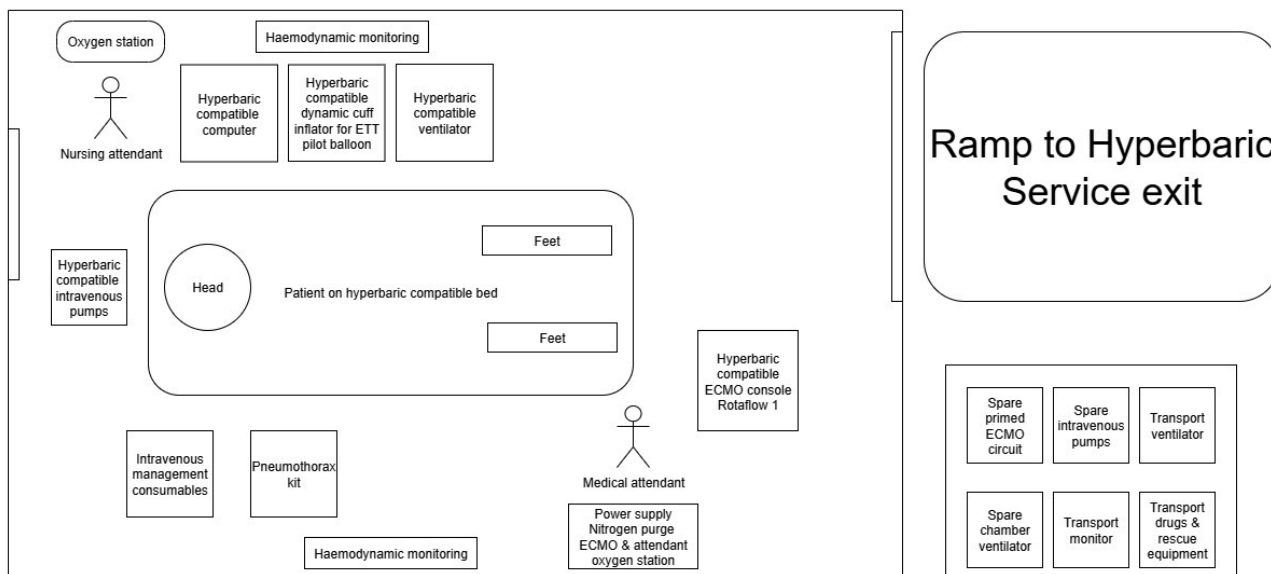 Oxygen station
Haemodynamic monitoring
Nursing attendant
Hyperbaric
compatible
computer
Hyperbaric
compatible
dynamic cuff
inflator for ETT
pilot balloon
Hyperbaric
compatible
ventilator
Ramp to Hyperbaric
Service exit
Hyperbaric
compatible
intravenous
pumps
Head
Patient on hyperbaric compatible bed
Feet
Feet
Hyperbaric
compatible
ECMO console
Rotaflow 1
Intravenous
management
consumables
Pneumothorax
kit
Medical attendant
Power supply
Nitrogen purge
ECMO & attendant
oxygen station
Haemodynamic monitoring
Spare
primed
ECMO
circuit
Spare
intravenous
pumps
Transport
ventilator
Spare
chamber
ventilator
Transport
monitor
Transport
drugs &
rescue
equipment